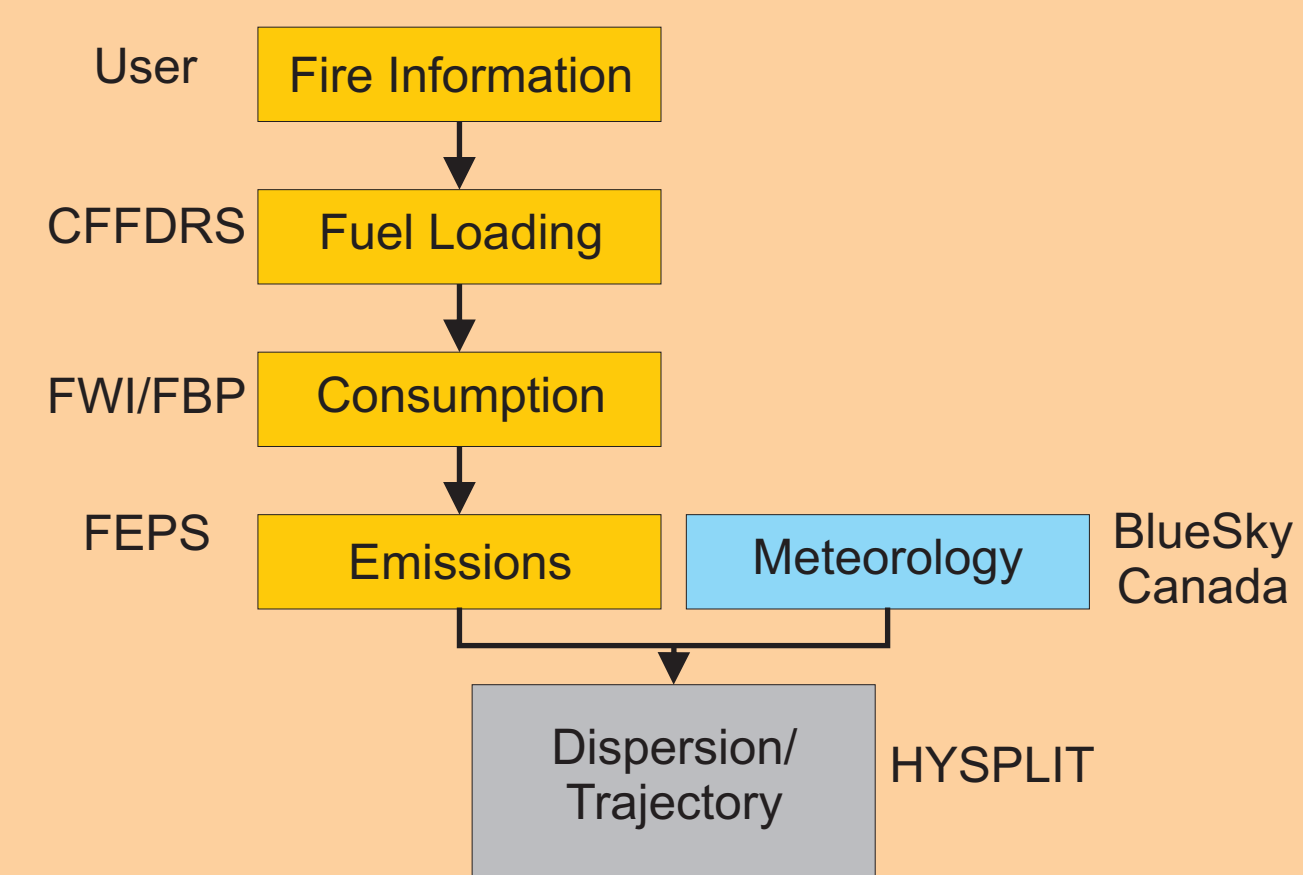 User
Fire Information
CFFDRS
Fuel Loading
FWI/FBP
Consumption
FEPS
Emissions
Meteorology
BlueSky
Canada
Dispersion/
Trajectory
HYSPLIT